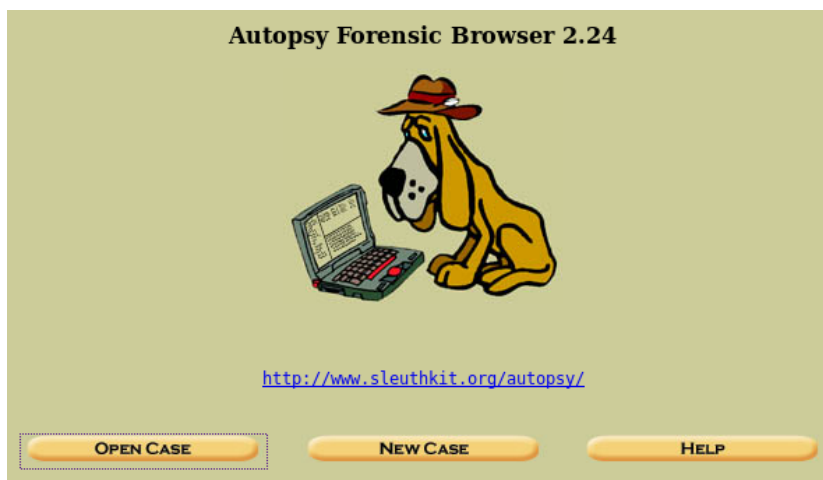 Autopsy Forensic Browser 2.24
http://www.sleuthkit.org/autopsy/
OPEN CASE
NEW CASE
HELP